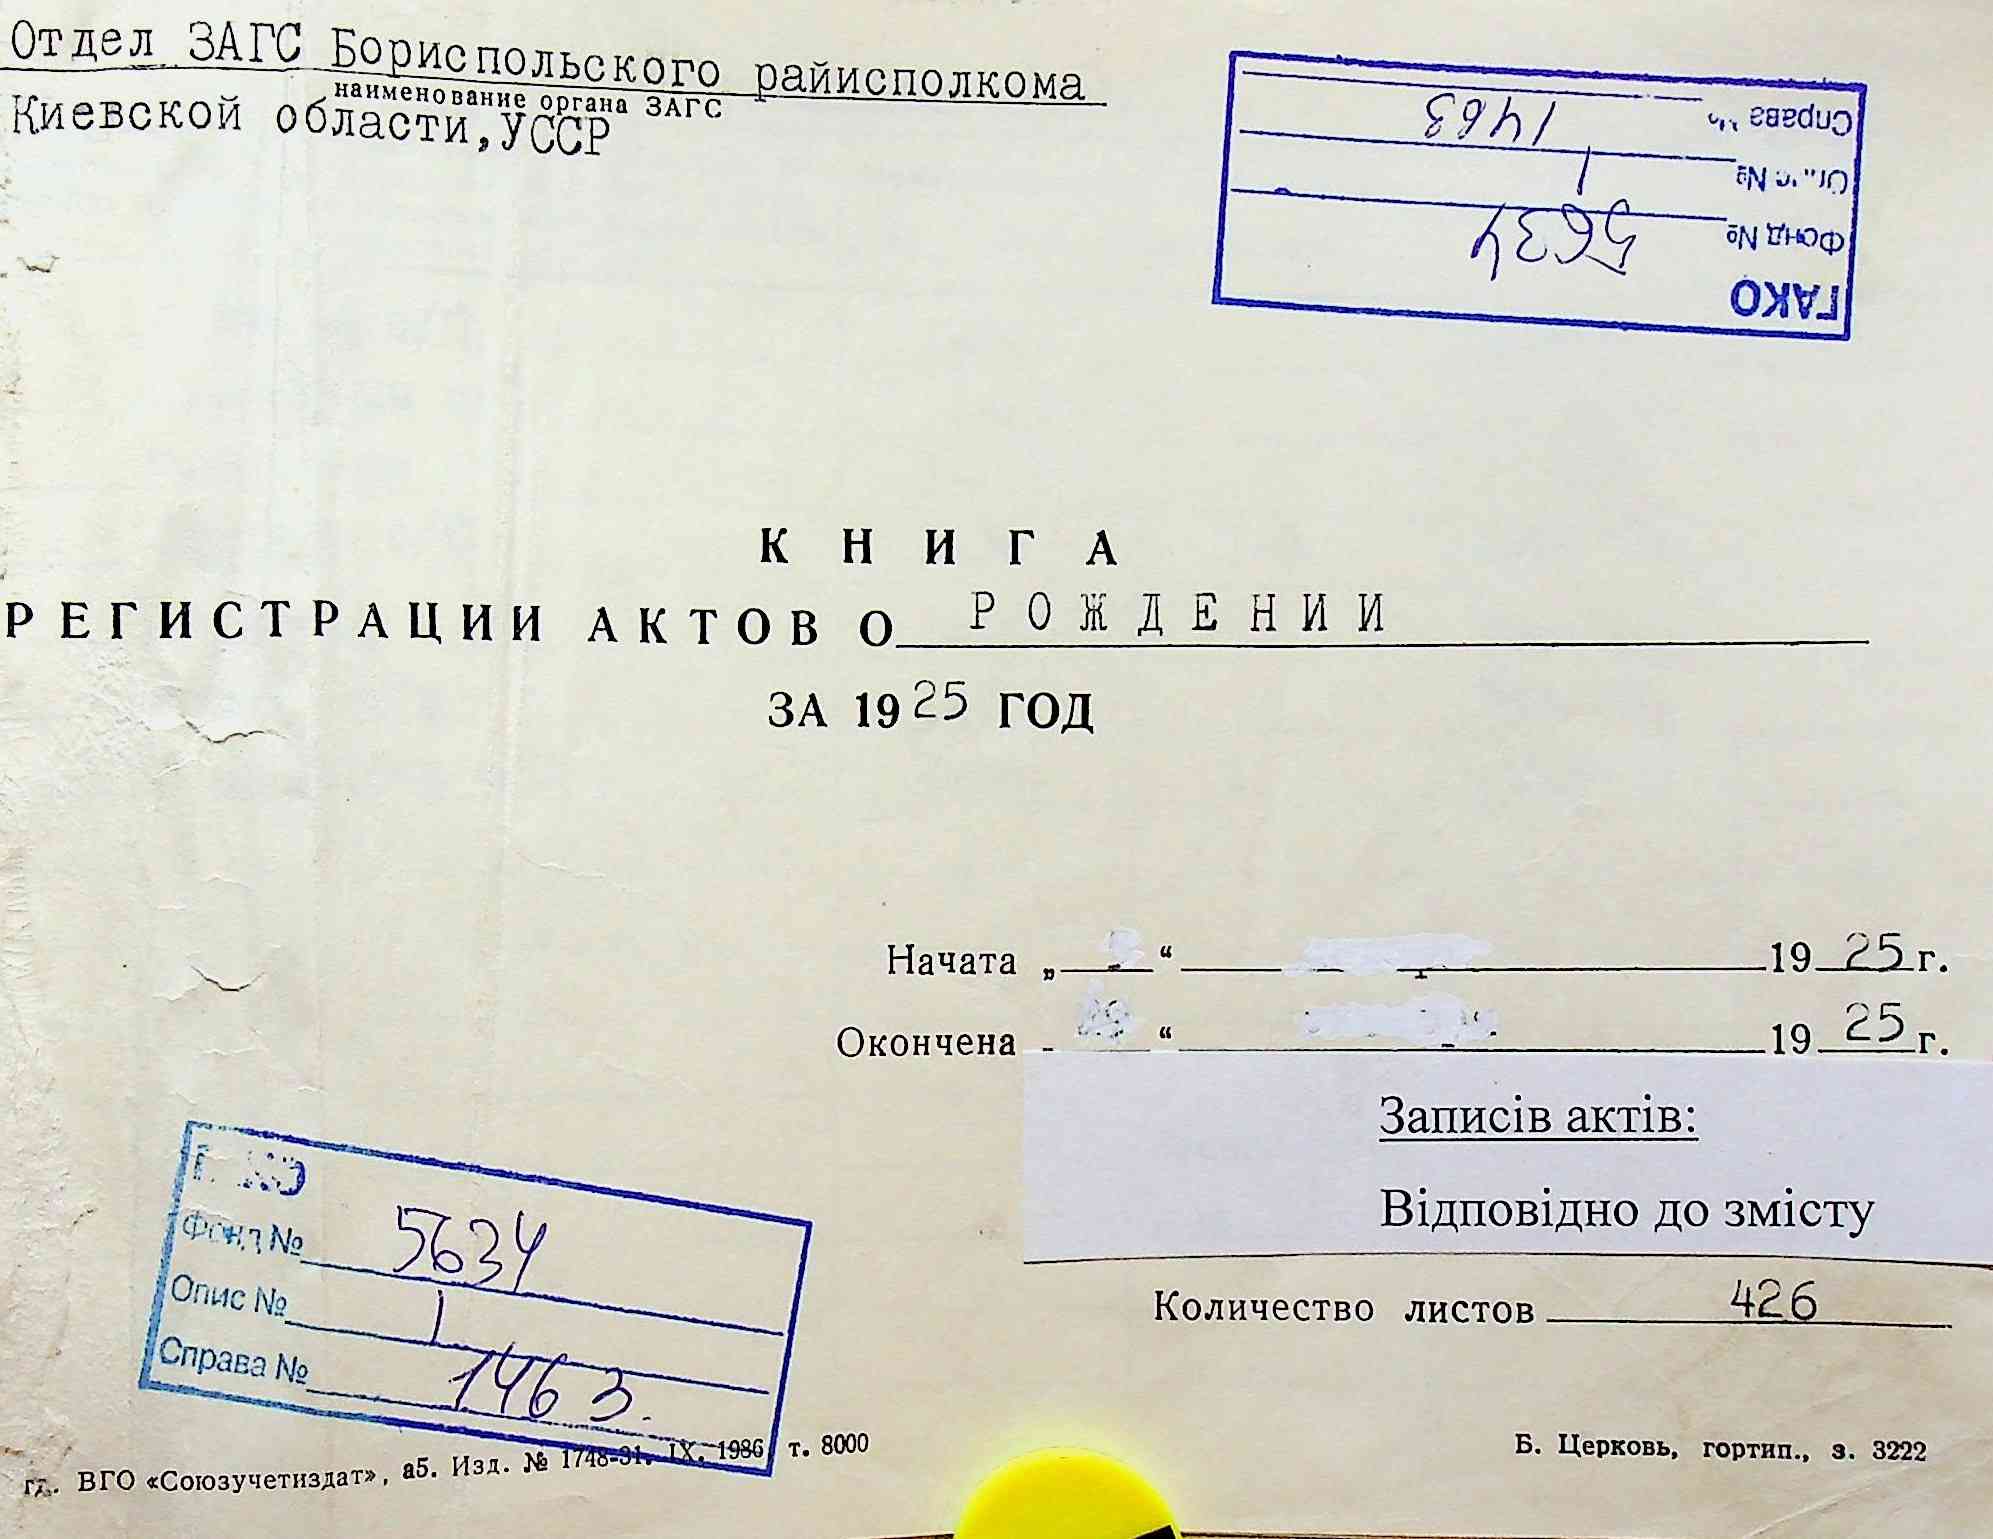 Отдел ЗАГС Бориспольского райисполкома
наименование органа ЗАГС
Киевской области, УССР
Справа № 1463
Опис № 1
Фонд № 5634
ГАКО
КНИГА
РЕГИСТРАЦИИ АКТОВ О РОЖДЕНИИ
ЗА 1925 ГОД
Начата „ “ 1925 г.
Окончена “ 1925 г.
Записів актів:
Відповідно до змісту
Количество листов 426
ГАКО
Фонд № 5634
Опис № 1
Справа № 1463.
ВГО «Союзучетиздат», а5. Изд. № 1748-31. IX. 1986 т. 8000
Б. Церковь, гортип., з. 3222